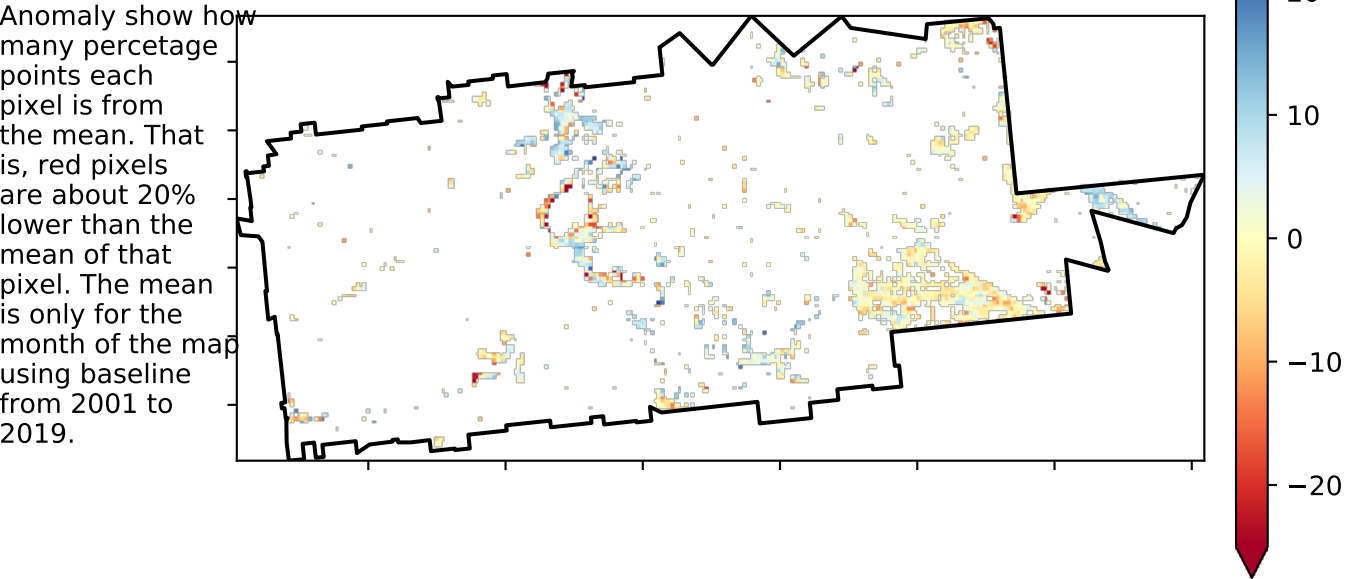 Anomaly show how
many percetage
points each
pixel is from
the mean. That
is, red pixels
are about 20%
lower than the
mean of that
pixel. The mean
is only for the
month of the map
using baseline
from 2001 to
2019.
10
0
−10
−20